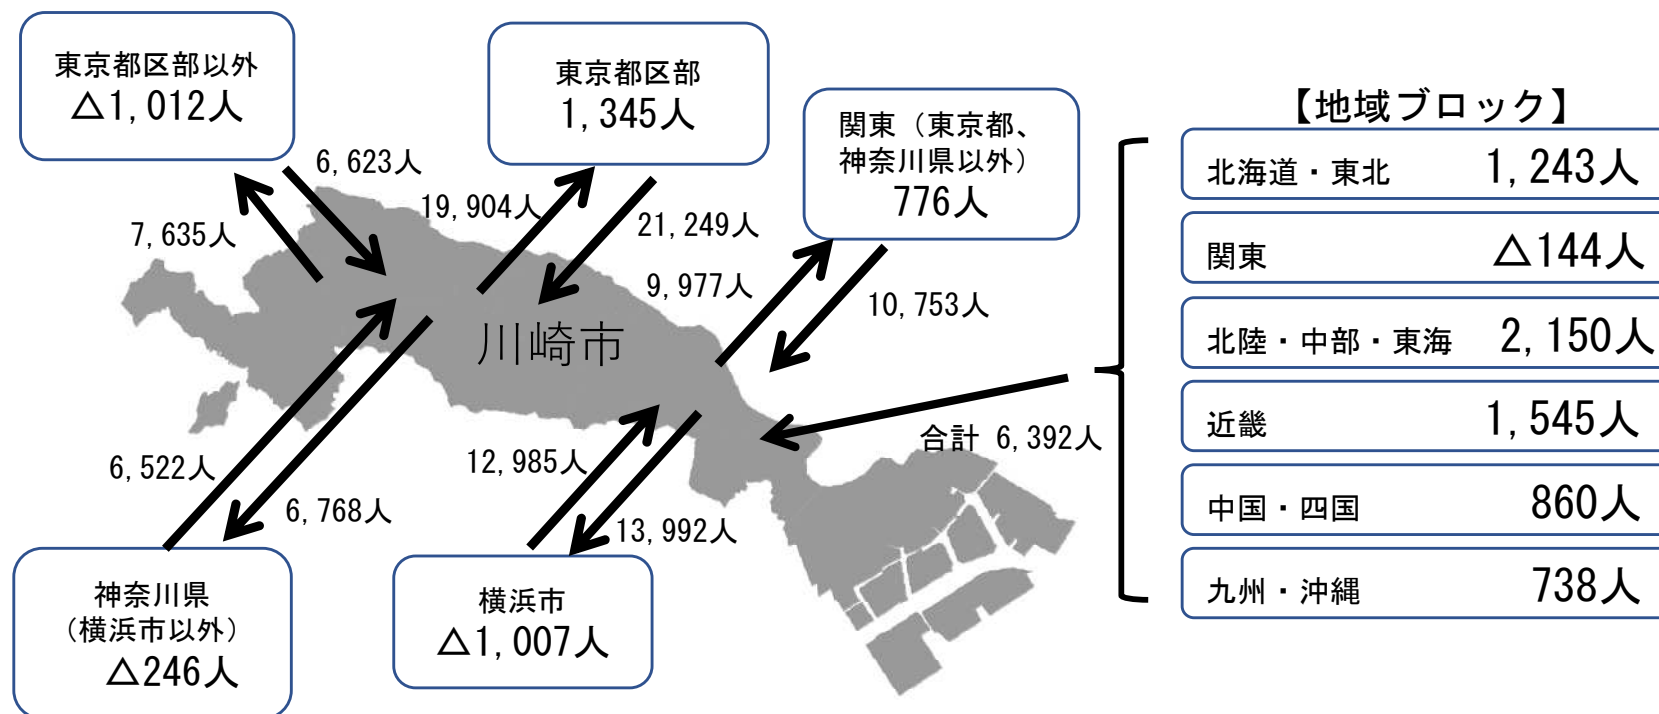 東京都区部以外
△1,012人
東京都区部
1,345人
関東（東京都、
神奈川県以外）
776人
6,623人
7,635人
19,904人
21,249人
9,977人
10,753人
川崎市
6,522人
6,768人
12,985人
13,992人
合計 6,392人
神奈川県
（横浜市以外）
△246人
横浜市
△1,007人
【地域ブロック】
北海道・東北 1,243人
関東 △144人
北陸・中部・東海 2,150人
近畿 1,545人
中国・四国 860人
九州・沖縄 738人